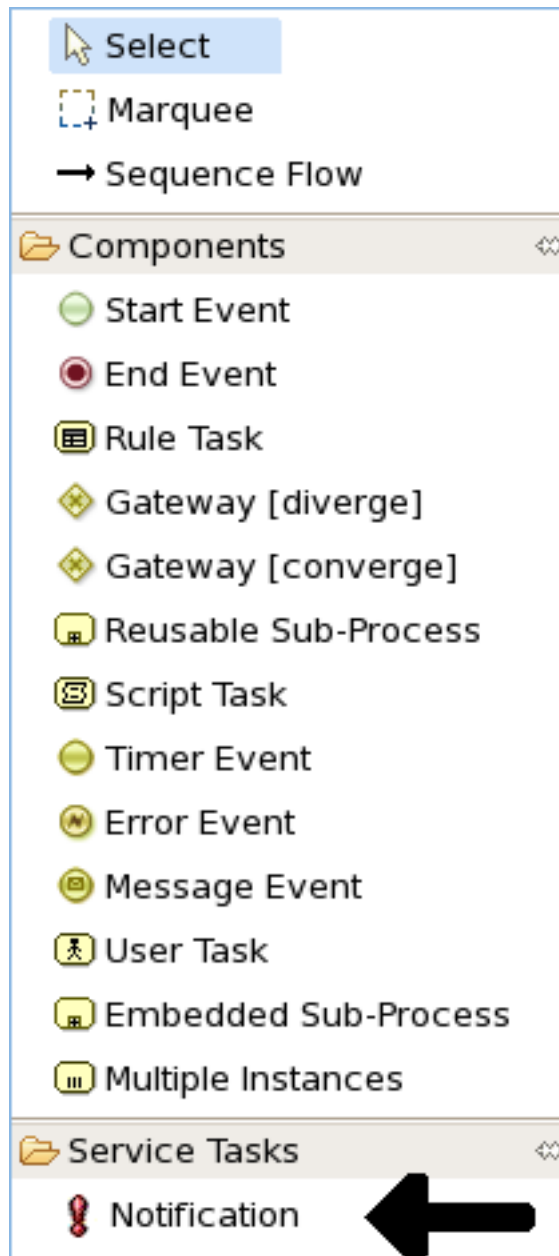 Select
Marquee
Sequence Flow
Components
Start Event
End Event
Rule Task
Gateway [diverge]
Gateway [converge]
Reusable Sub-Process
Script Task
Timer Event
Error Event
Message Event
User Task
Embedded Sub-Process
Multiple Instances
Service Tasks
Notification